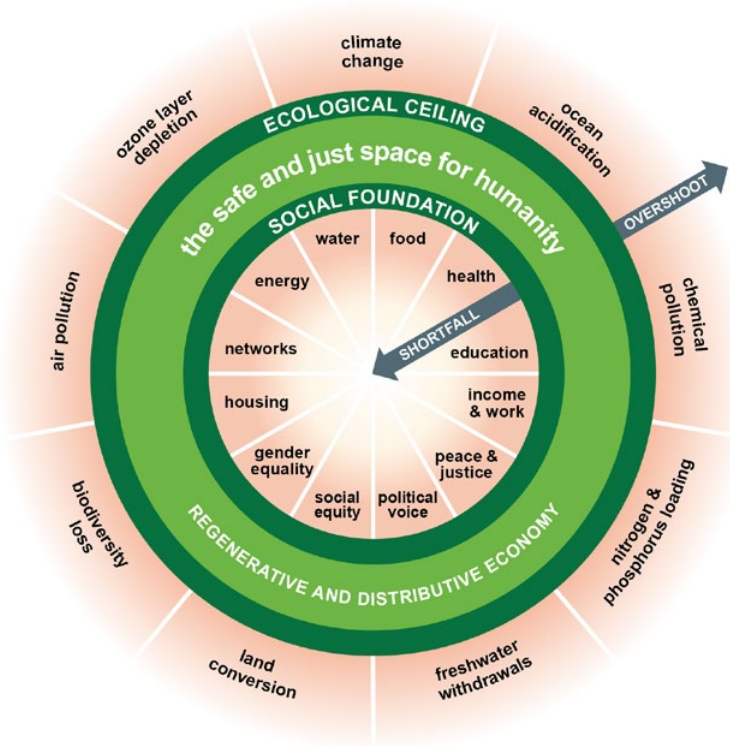 climate
change
ocean
acidification
chemical
pollution
nitrogen &
phosphorus loading
freshwater
withdrawals
land
conversion
biodiversity
loss
air pollution
ozone layer
depletion
OVERSHOOT
ECOLOGICAL CEILING
the safe and just space for humanity
SOCIAL FOUNDATION
water
food
health
SHORTFALL
education
income
& work
peace &
justice
political
voice
social
equity
gender
equality
housing
networks
energy
REGENERATIVE AND DISTRIBUTIVE ECONOMY